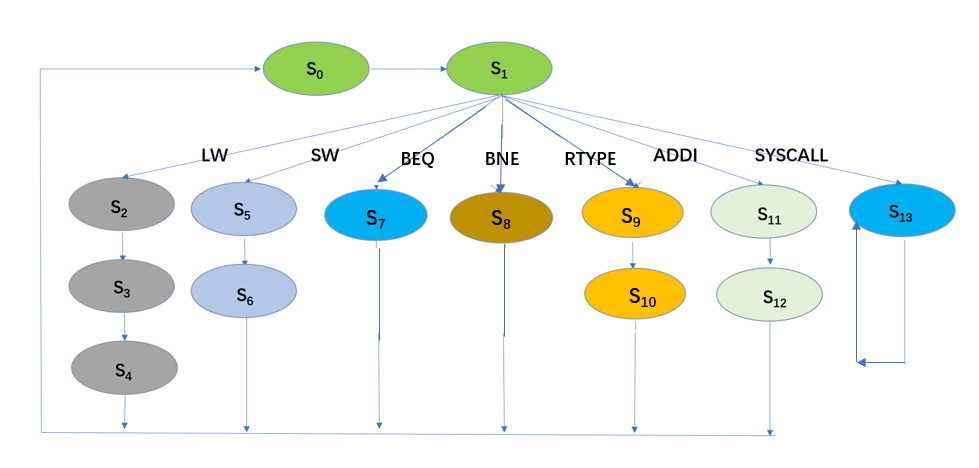 S0 S1
LW SW BEQ BNE RTYPE ADDI SYSCALL
S2 S5 S7 S8 S9 S11 S13
S3 S6 S10 S12
S4